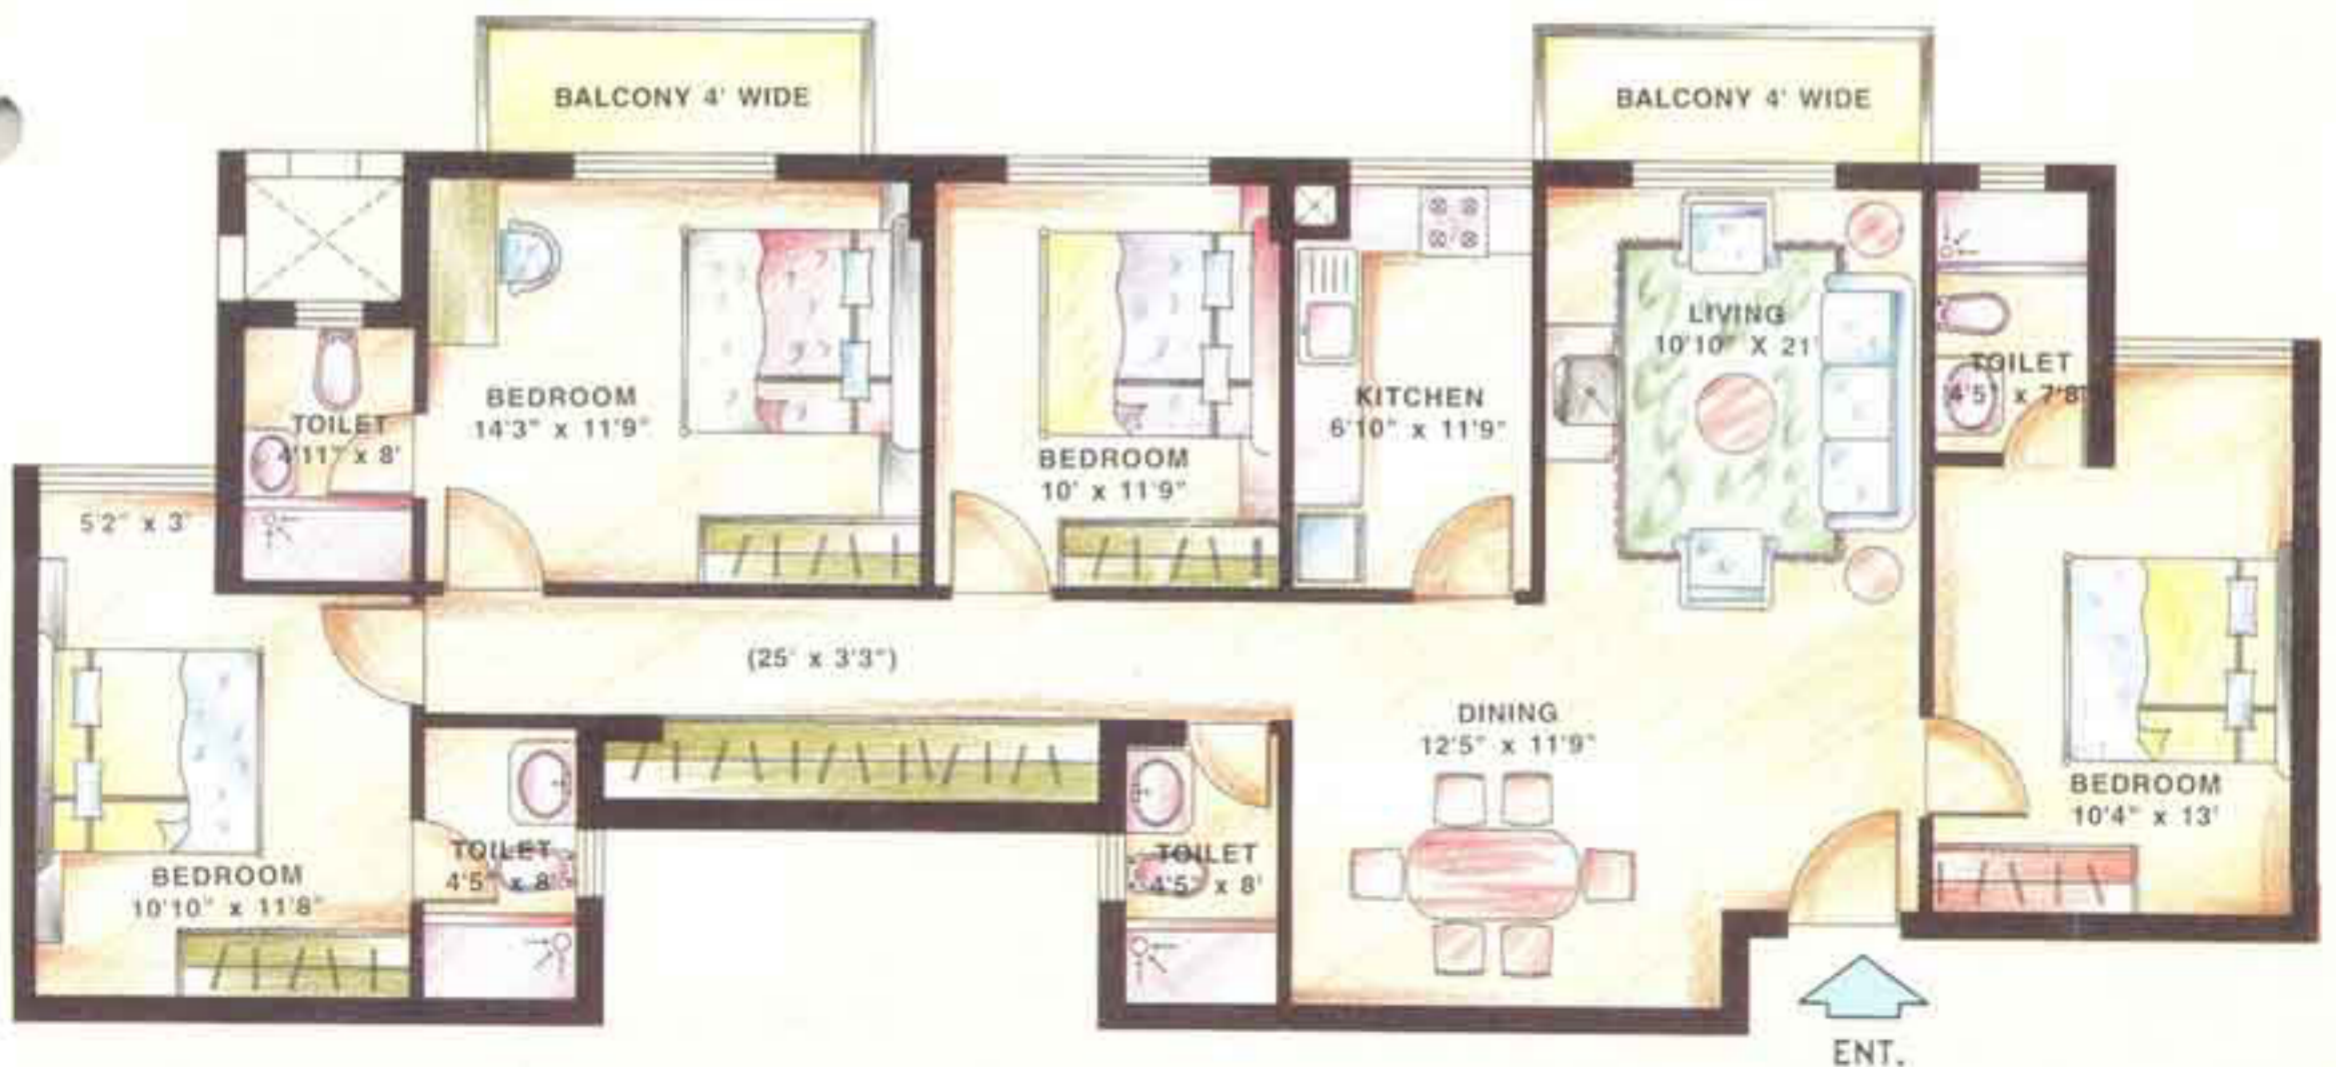 BALCONY 4' WIDE
BALCONY 4' WIDE
LIVING
10'10" X 21'
TOILET
4'5" x 7'8"
BEDROOM
14'3" x 11'9"
KITCHEN
6'10" x 11'9"
TOILET
4'11" x 8'
BEDROOM
10' x 11'9"
5'2" x 3'
(25' x 3'3")
DINING
12'5" x 11'9"
BEDROOM
10'4" x 13'
TOILET
4'5" x 8'
TOILET
4'5" x 8'
BEDROOM
10'10" x 11'8"
ENT.